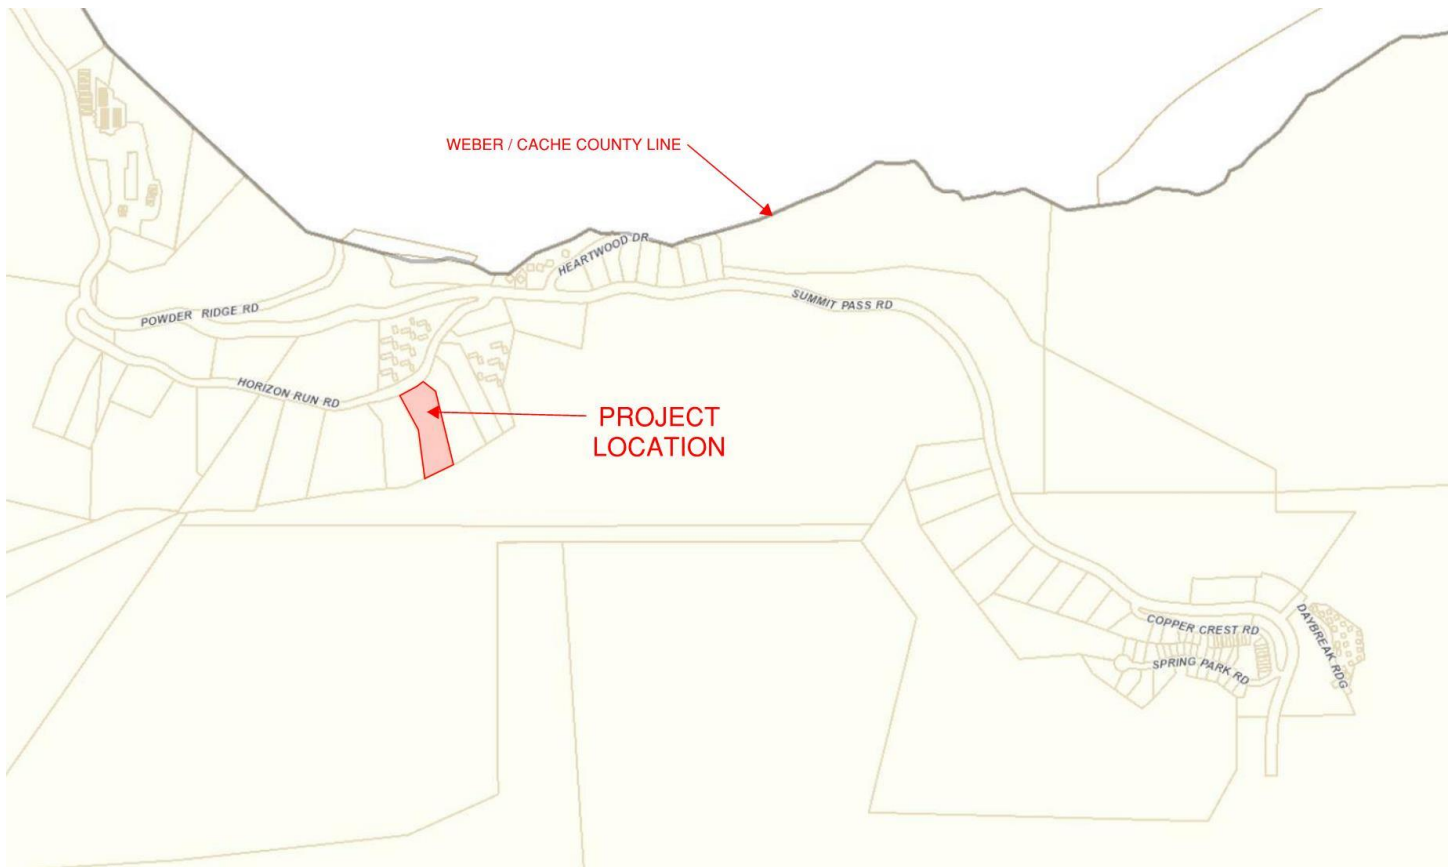 WEBER / CACHE COUNTY LINE
HEARTWOOD DR
SUMMIT PASS RD
POWDER RIDGE RD
HORIZON RUN RD
PROJECT
LOCATION
COPPER CREST RD
DAYBREAK RDG
SPRING PARK RD